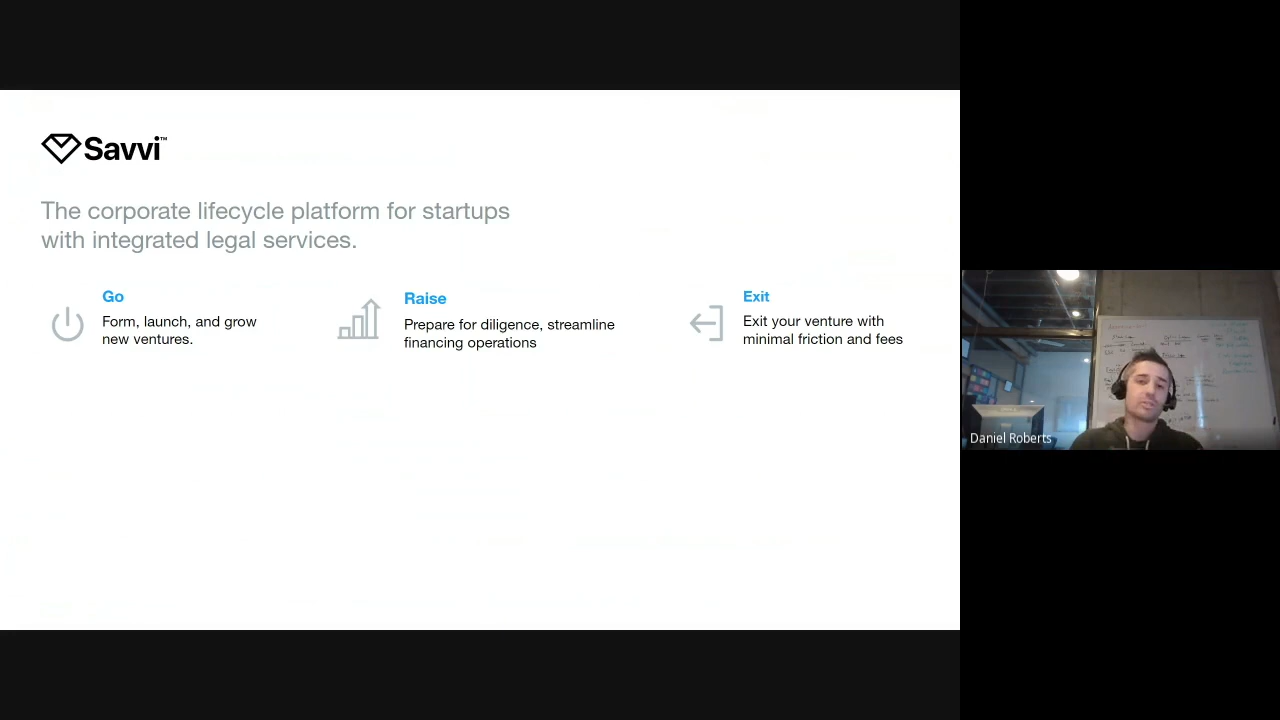 Savvi™
The corporate lifecycle platform for startups
with integrated legal services.
Go
Form, launch, and grow
new ventures.
Raise
Prepare for diligence, streamline
financing operations
Exit
Exit your venture with
minimal friction and fees
Daniel Roberts